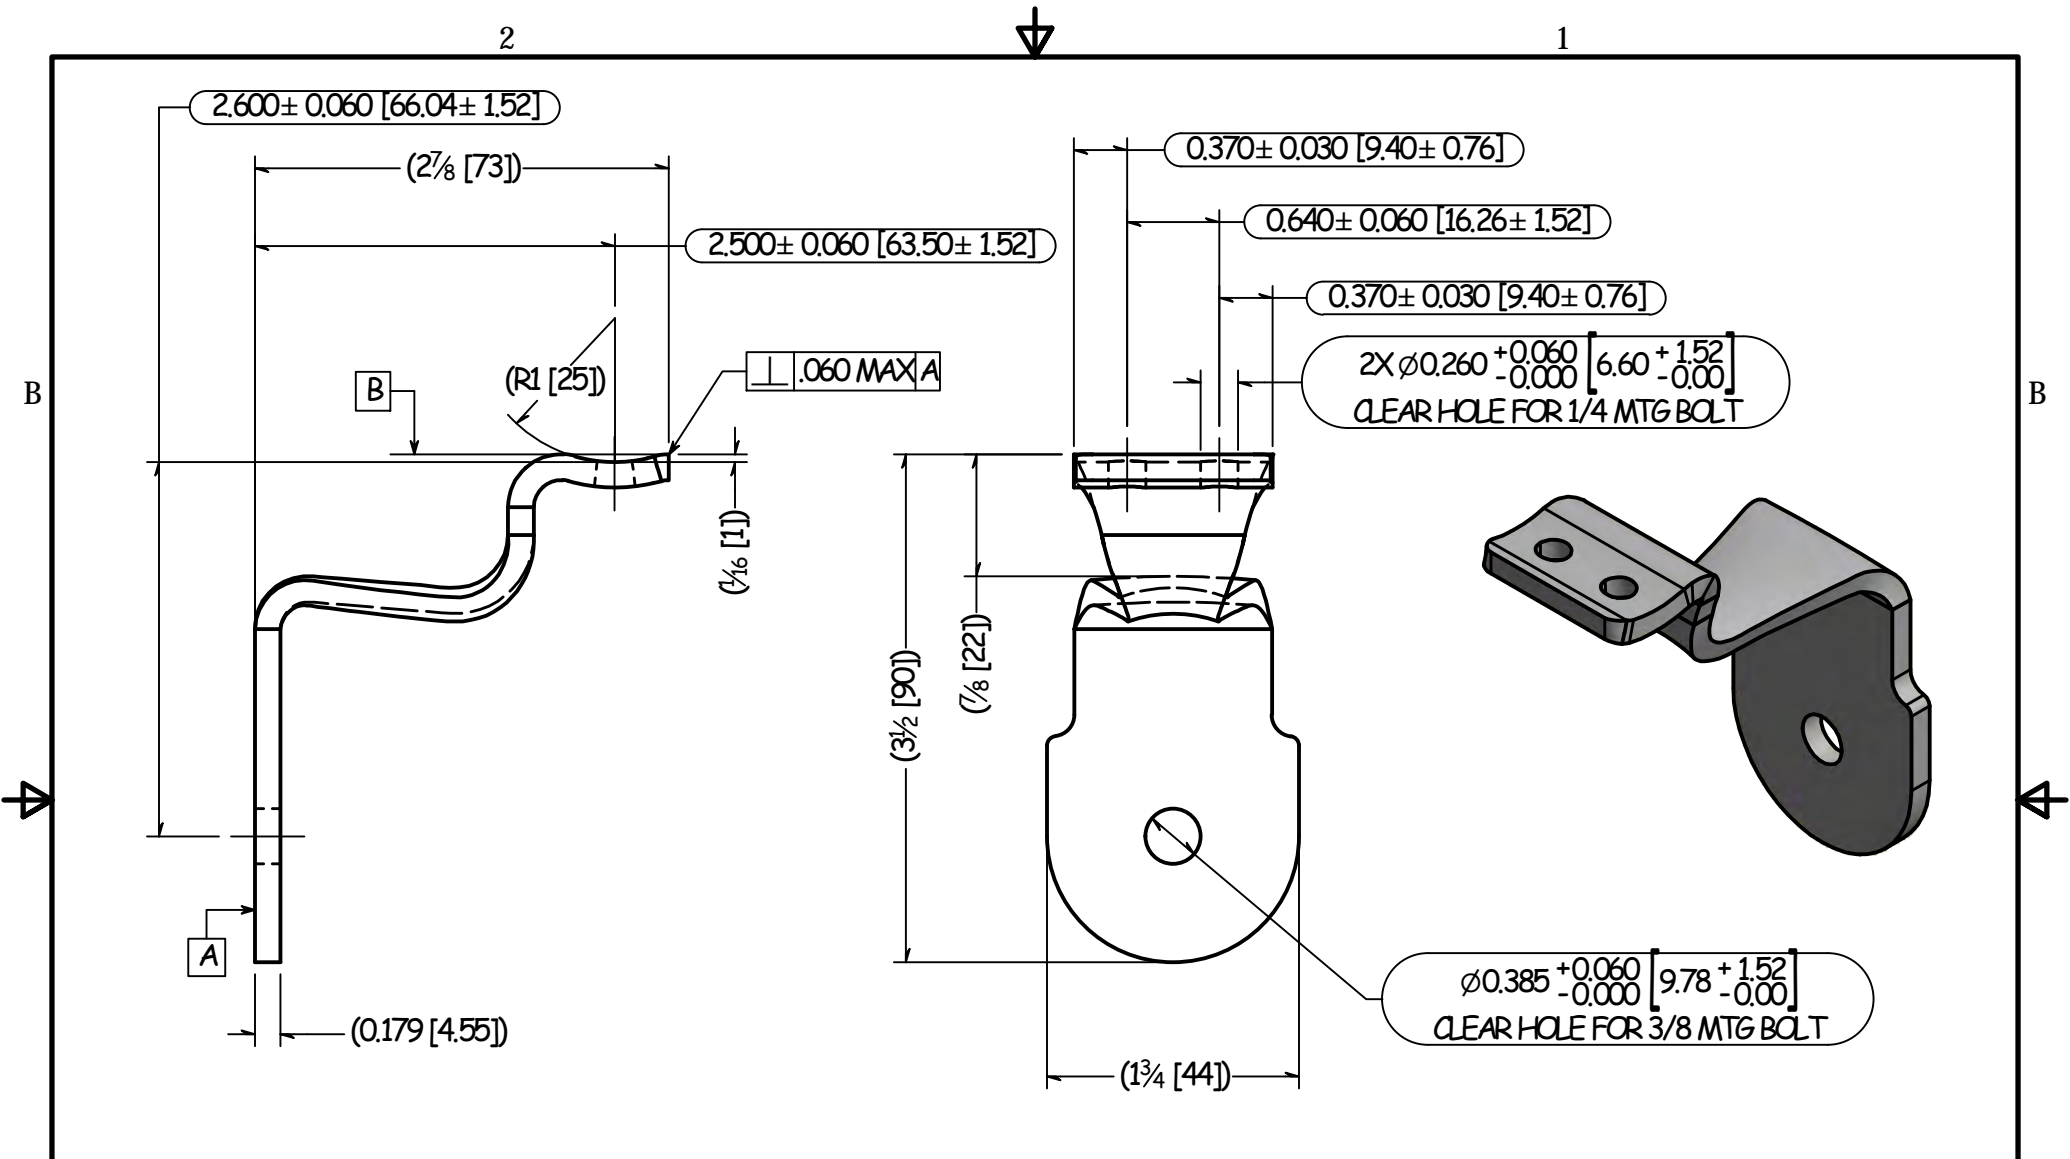 2
1
2.600± 0.060 [66.04± 1.52]
(2⅞ [73])
2.500± 0.060 [63.50± 1.52]
0.370± 0.030 [9.40± 0.76]
0.640± 0.060 [16.26± 1.52]
0.370± 0.030 [9.40± 0.76]
2X ⌀0.260 +0.060 -0.000 [6.60 +1.52 -0.00]
CLEAR HOLE FOR 1/4 MTG BOLT
B
B
(R1 [25])
⊥ .060 MAX A
B
(1/16 [1])
(3½ [90])
(⅞ [22])
A
(0.179 [4.55])
⌀0.385 +0.060 -0.000 [9.78 +1.52 -0.00]
CLEAR HOLE FOR 3/8 MTG BOLT
(1¾ [44])